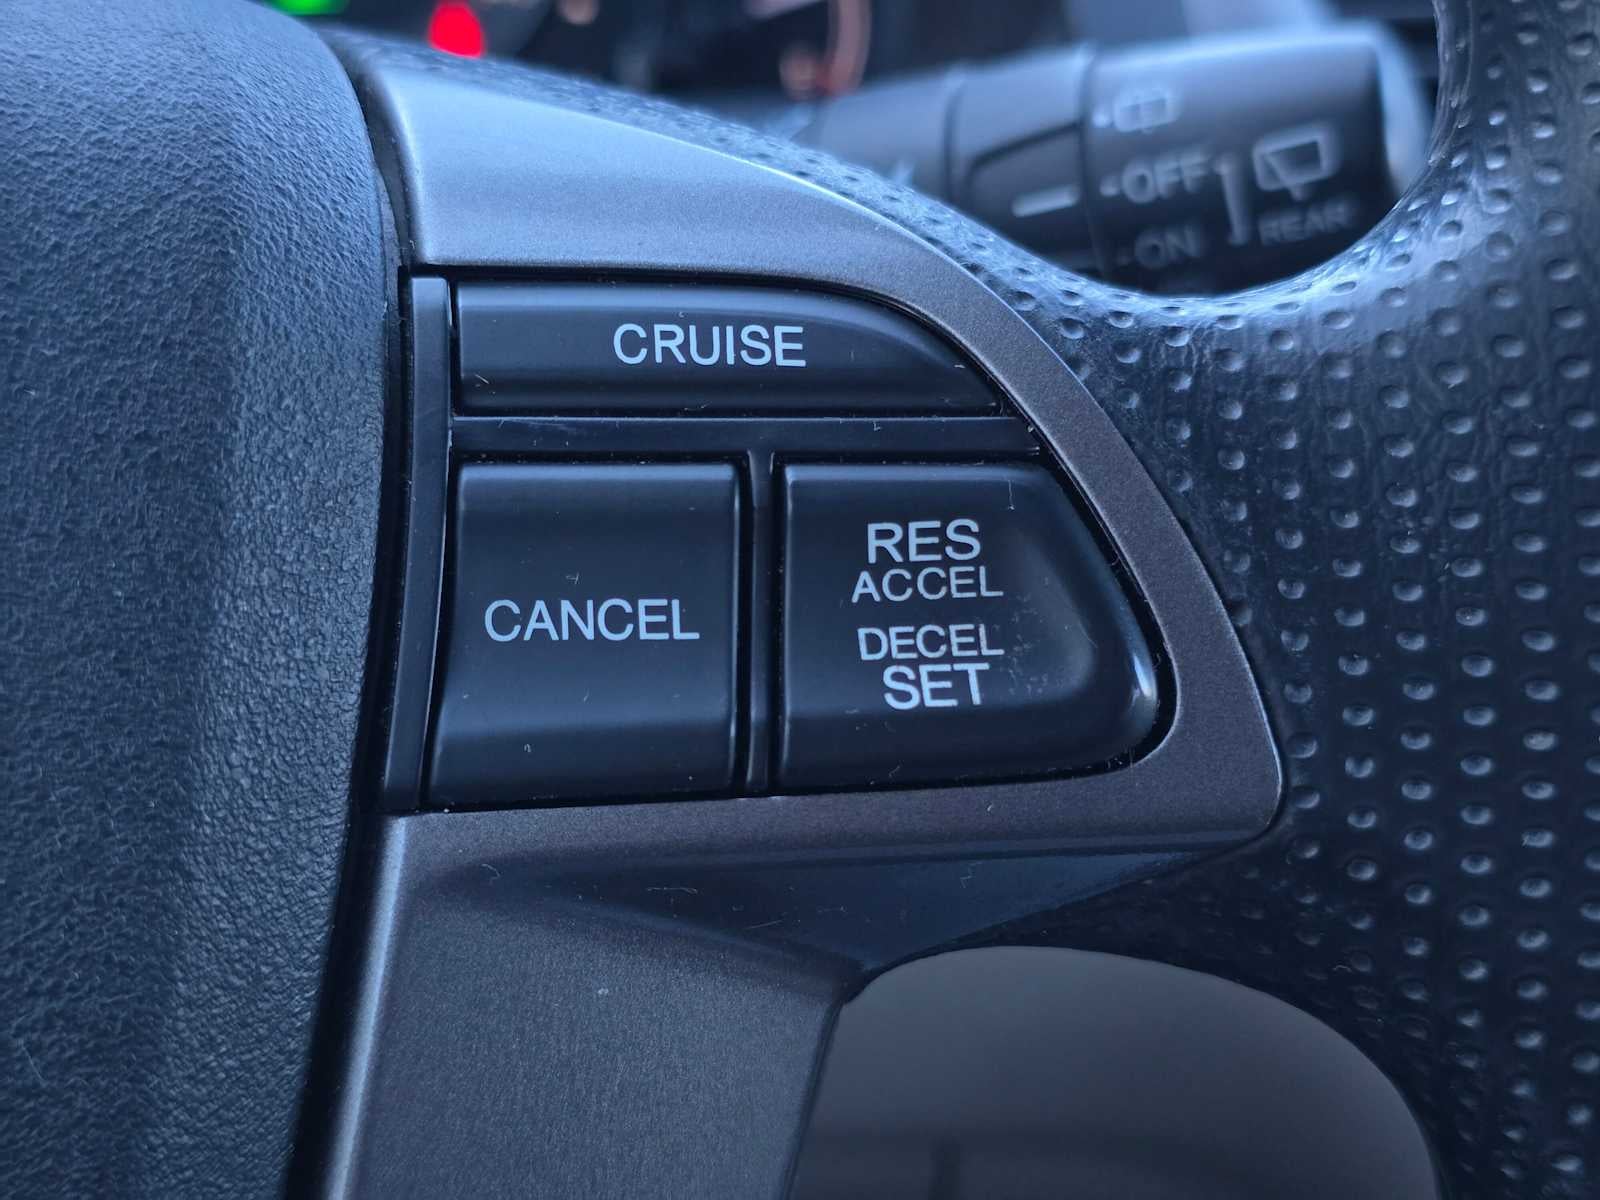 OFF
ON
REAR
CRUISE
CANCEL
RES
ACCEL
DECEL
SET